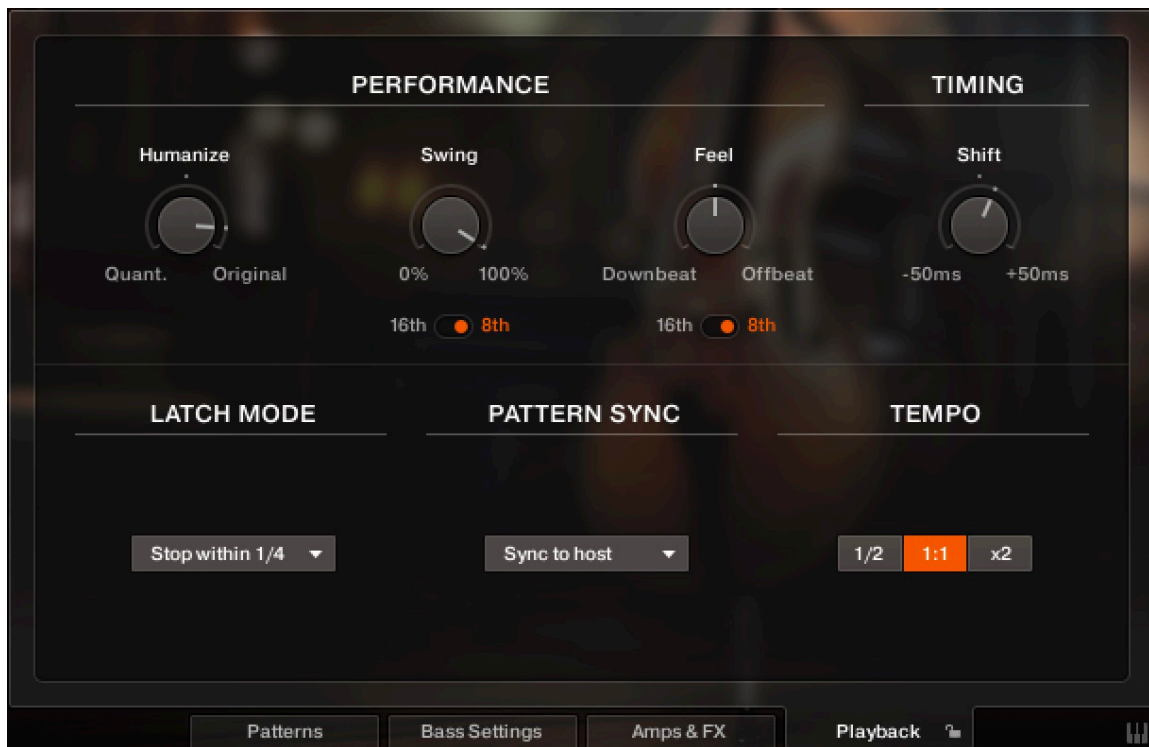 PERFORMANCE TIMING
Humanize Swing Feel Shift
Quant. Original 0% 100% Downbeat Offbeat -50ms +50ms
16th 8th 16th 8th
LATCH MODE PATTERN SYNC TEMPO
Stop within 1/4 Sync to host 1/2 1:1 x2
Patterns Bass Settings Amps & FX Playback